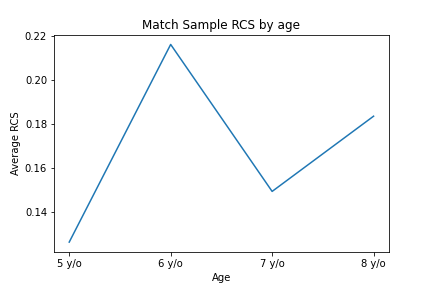 Match Sample RCS by age
0.22
0.20
0.18
0.16
0.14
Average RCS
5 y/o 6 y/o 7 y/o 8 y/o
Age